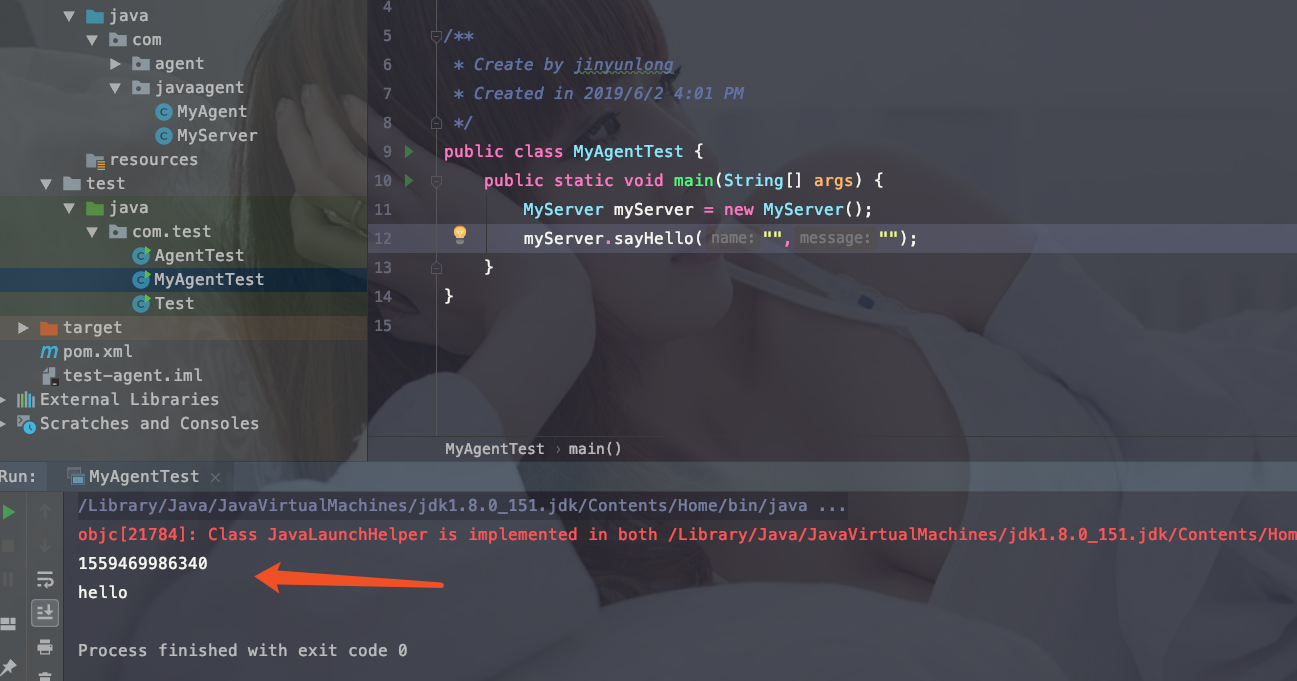 java
com
agent
javaagent
MyAgent
MyServer
resources
test
java
com.test
AgentTest
MyAgentTest
Test
target
pom.xml
test-agent.iml
External Libraries
Scratches and Consoles
4
5 /**
6 * Create by jinyunlong
7 * Created in 2019/6/2 4:01 PM
8 */
9 public class MyAgentTest {
10 public static void main(String[] args) {
11 MyServer myServer = new MyServer();
12 myServer.sayHello( name: "", message: "");
13 }
14 }
15
MyAgentTest › main()
Run: MyAgentTest ×
/Library/Java/JavaVirtualMachines/jdk1.8.0_151.jdk/Contents/Home/bin/java ...
objc[21784]: Class JavaLaunchHelper is implemented in both /Library/Java/JavaVirtualMachines/jdk1.8.0_151.jdk/Contents/Hom
1559469986340
hello
Process finished with exit code 0